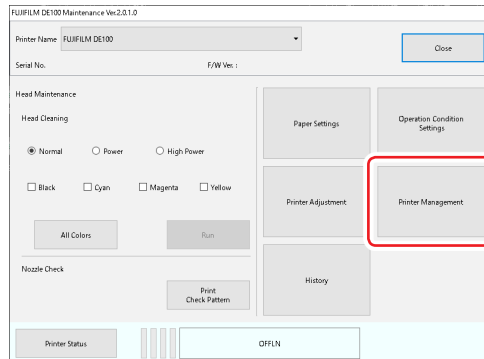 FUJIFILM DE100 Maintenance Ver.2.0.1.0
Printer Name FUJIFILM DE100
Close
Serial No. F/W Ver. :
Head Maintenance
Head Cleaning
Normal Power High Power
Black Cyan Magenta Yellow
All Colors Run
Nozzle Check
Print
Check Pattern
Paper Settings
Operation Condition
Settings
Printer Adjustment
Printer Management
History
Printer Status
OFFLN